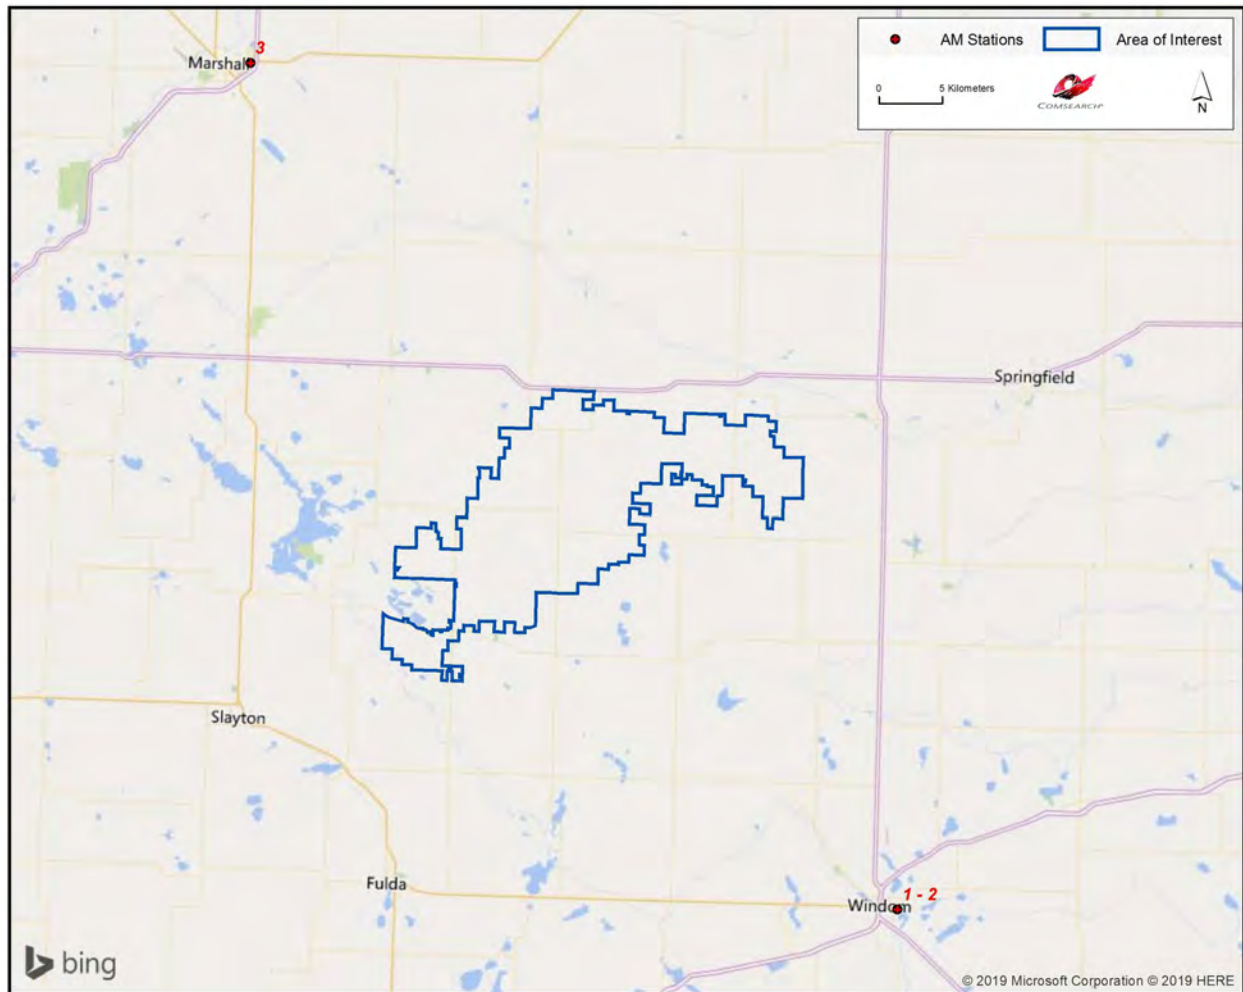 3
Marshall
AM Stations
Area of Interest
0
5 Kilometers
COMSEARCH
N
Springfield
Slayton
Fulda
Windom
1 - 2
bing
© 2019 Microsoft Corporation © 2019 HERE